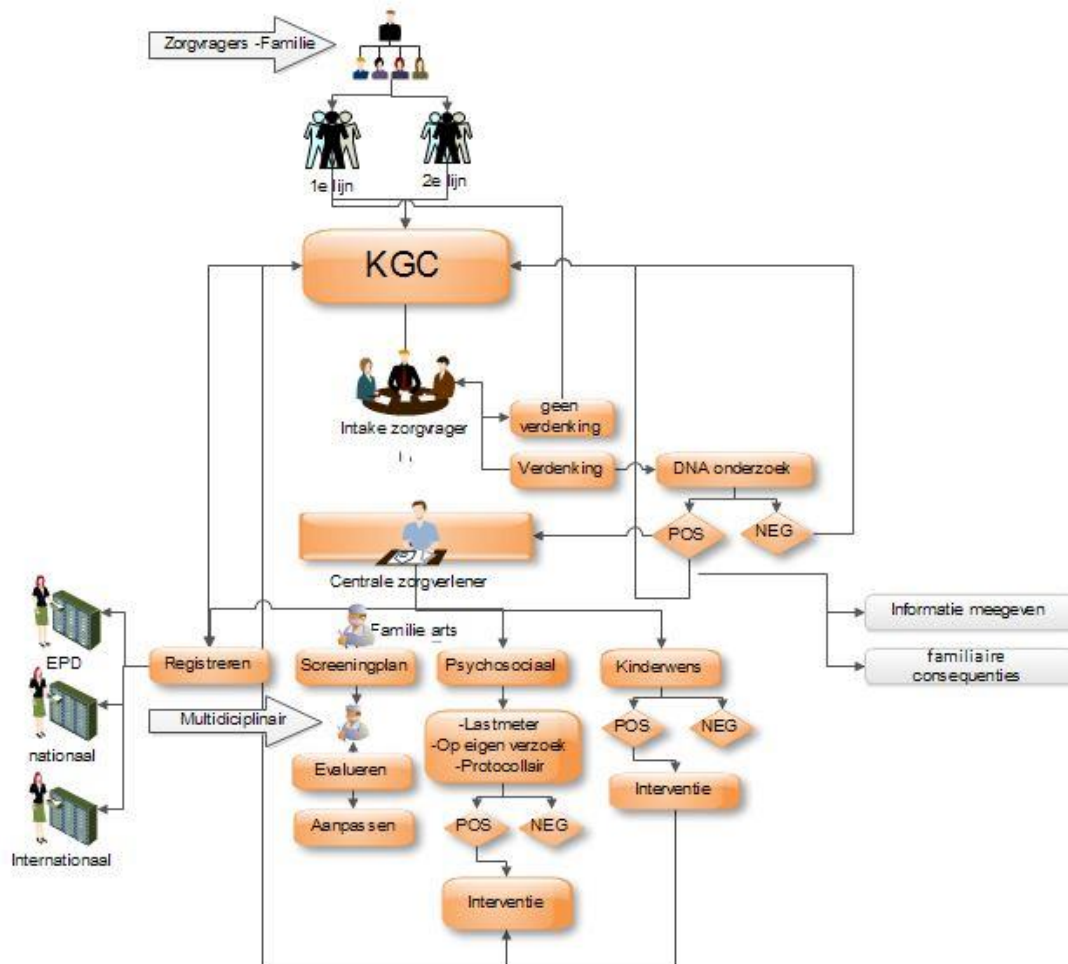 Zorgvragers -Familie
1e lijn
2e lijn
KGC
Intake zorgvrager
geen
verdenking
Verdenking
DNA onderzoek
POS
NEG
Centrale zorgverlener
Informatie meegeven
familiaire
consequenties
Familie arts
EPD
Registreren
Screeningplan
Psychosociaal
Kinderwens
Multidiciplinair
nationaal
-Lastmeter
-Op eigen verzoek
-Protocollair
POS
NEG
Evalueren
Interventie
Aanpassen
POS
NEG
Internationaal
Interventie